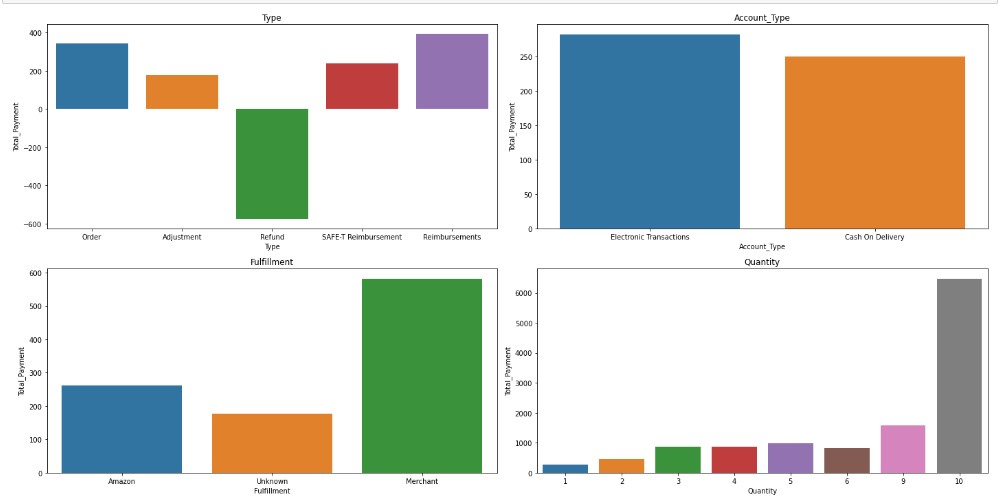 Type
Total_Payment
400
200
0
−200
−400
−600
Order Adjustment Refund SAFE-T Reimbursement Reimbursements
Type
Account_Type
Total_Payment
250
200
150
100
50
0
Electronic Transactions Cash On Delivery
Account_Type
Fulfillment
Total_Payment
600
500
400
300
200
100
0
Amazon Unknown Merchant
Fulfillment
Quantity
Total_Payment
6000
5000
4000
3000
2000
1000
0
1 2 3 4 5 6 9 10
Quantity